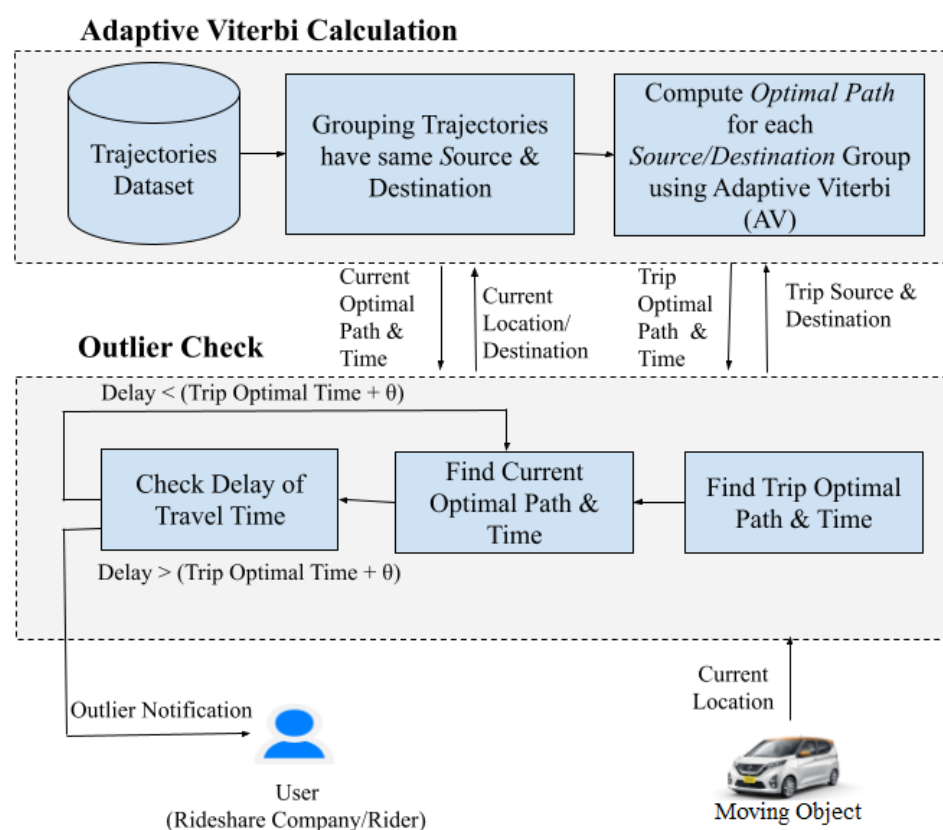 Adaptive Viterbi Calculation
Trajectories
Dataset
Grouping Trajectories
have same Source &
Destination
Compute Optimal Path
for each
Source/Destination Group
using Adaptive Viterbi
(AV)
Current
Optimal
Path &
Time
Current
Location/
Destination
Trip
Optimal
Path &
Time
Trip Source &
Destination
Outlier Check
Delay < (Trip Optimal Time + θ)
Check Delay of
Travel Time
Find Current
Optimal Path &
Time
Find Trip Optimal
Path & Time
Delay > (Trip Optimal Time + θ)
Outlier Notification
User
(Rideshare Company/Rider)
Current
Location
Moving Object